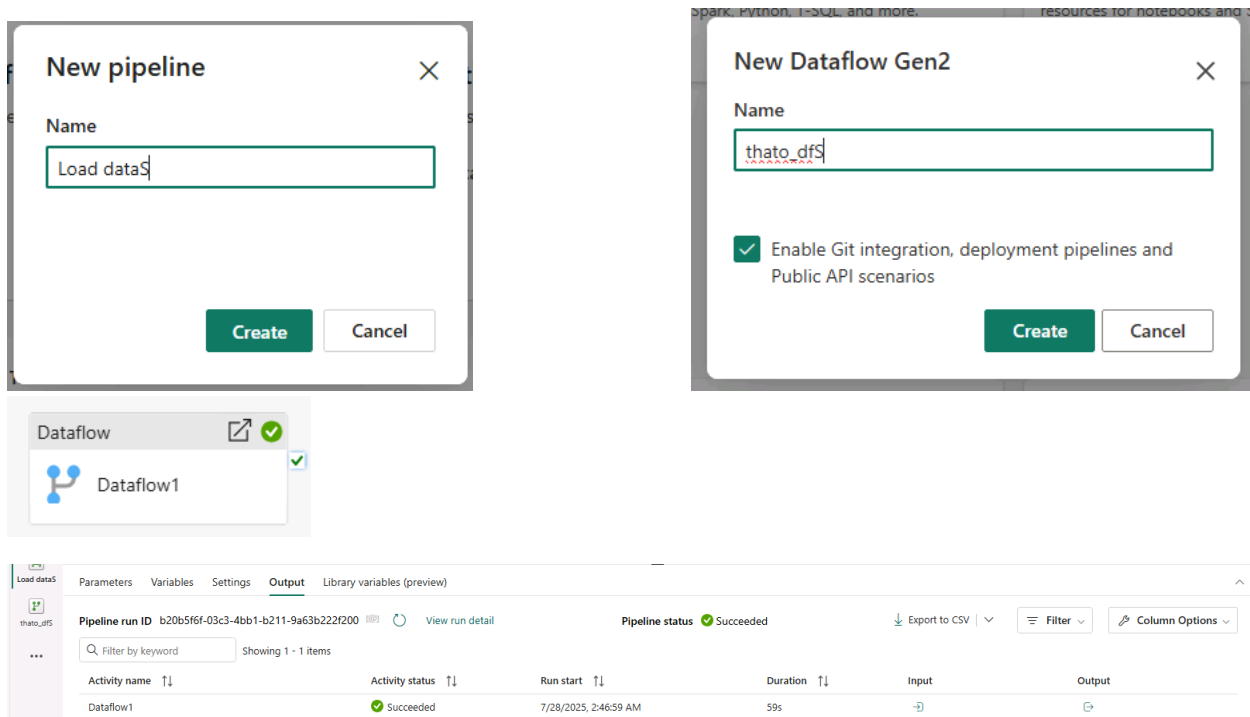 Spark, Python, T-SQL, and more.
resources for notebooks and
New pipeline
Name
Load dataS
Create
Cancel
New Dataflow Gen2
Name
thato_dfS
Enable Git integration, deployment pipelines and
Public API scenarios
Create
Cancel
Dataflow
Dataflow1
Load dataS
thato_dfS
Parameters Variables Settings Output Library variables (preview)
Pipeline run ID b20b5f6f-03c3-4bb1-b211-9a63b222f200 View run detail Pipeline status Succeeded Export to CSV Filter Column Options
Filter by keyword Showing 1 - 1 items
Activity name Activity status Run start Duration Input Output
Dataflow1 Succeeded 7/28/2025, 2:46:59 AM 59s